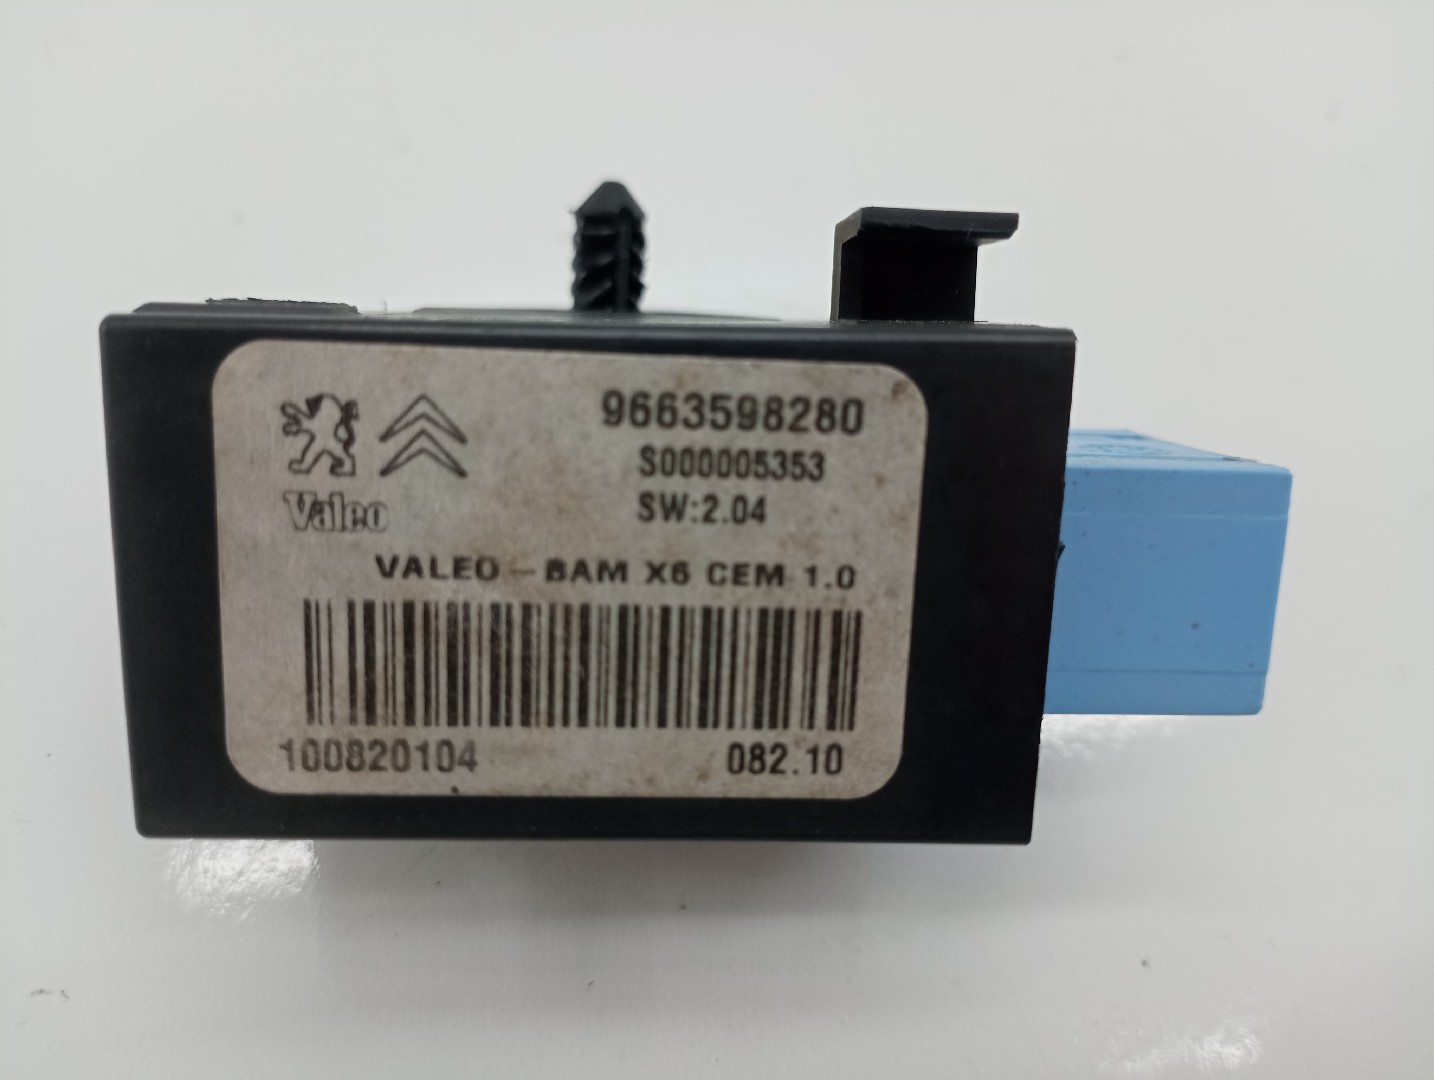 9663598280
S000005353
SW:2.04
Valeo
VALEO - BAM X6 CEM 1.0
100820104
082.10